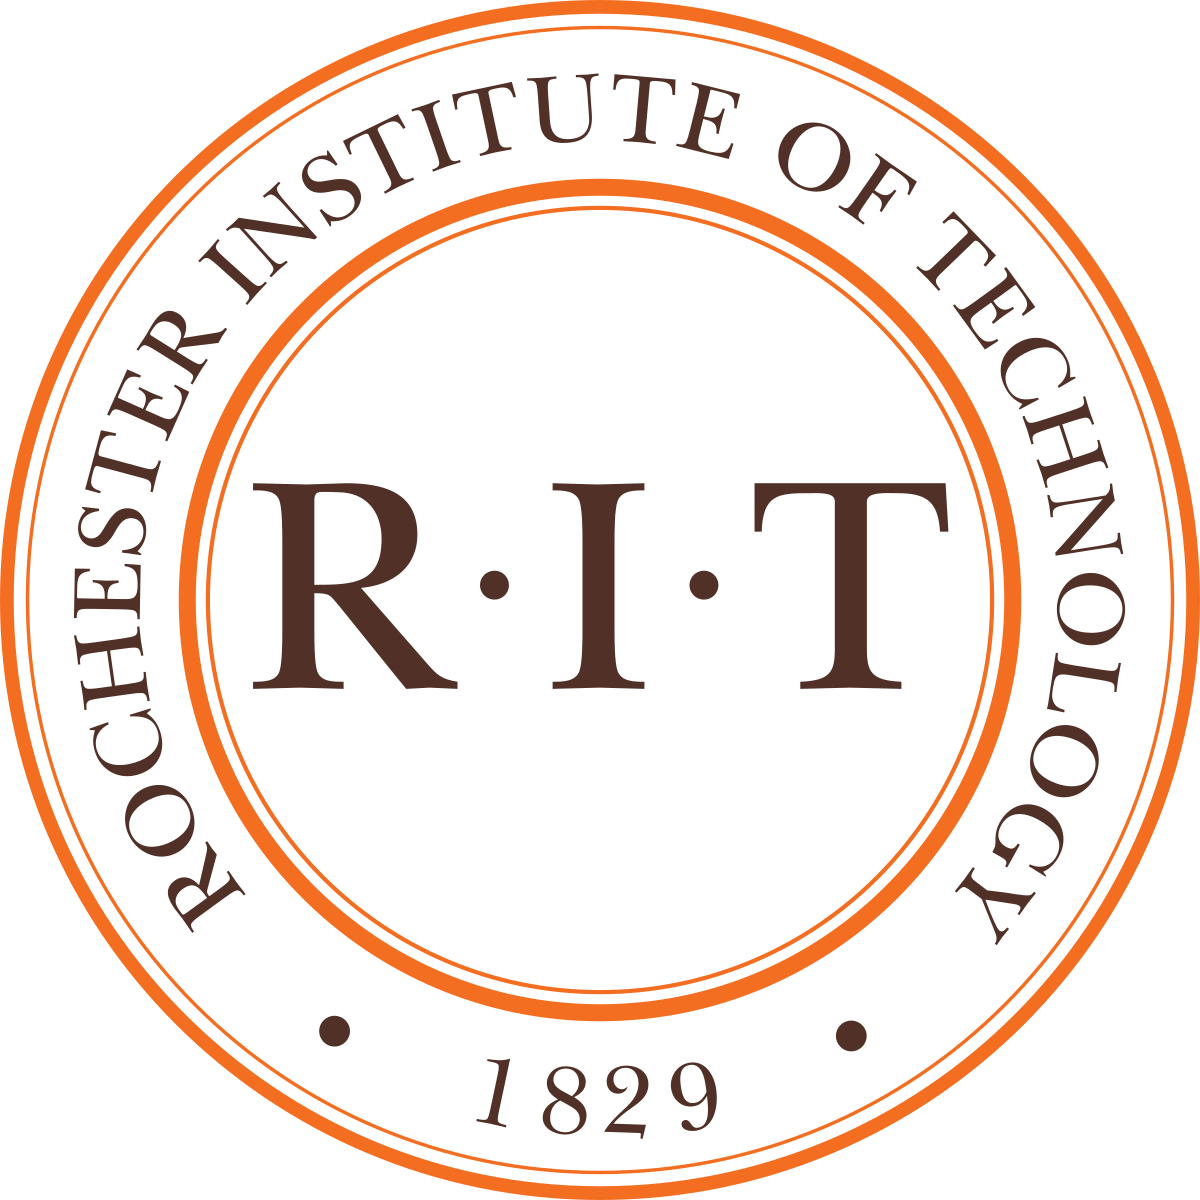 ROCHESTER INSTITUTE OF TECHNOLOGY
R·I·T
• 1829 •